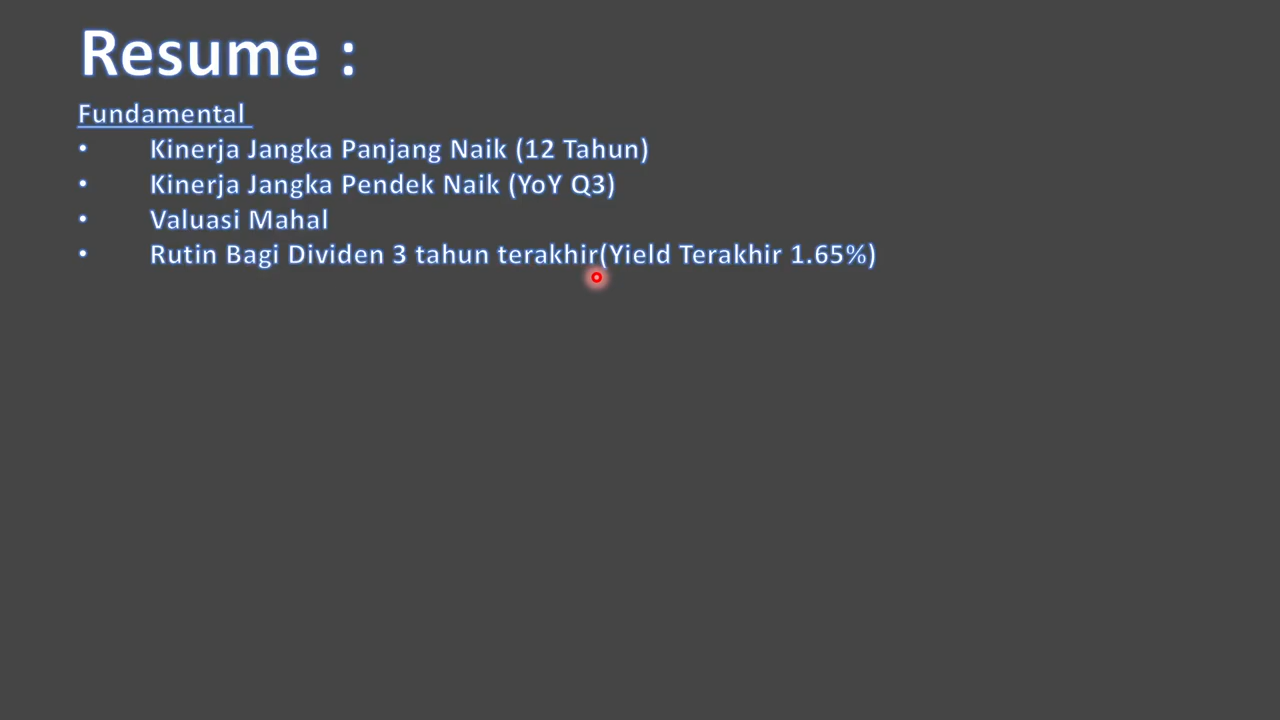 Resume :
Fundamental
• Kinerja Jangka Panjang Naik (12 Tahun)
• Kinerja Jangka Pendek Naik (YoY Q3)
• Valuasi Mahal
• Rutin Bagi Dividen 3 tahun terakhir(Yield Terakhir 1.65%)